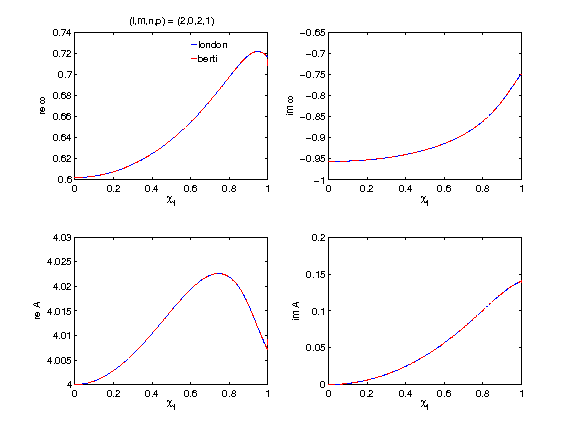 (l,m,n,p) = (2,0,2,1)
0.74
0.72
0.7
0.68
0.66
0.64
0.62
0.6
re ω
london
berti
0 0.2 0.4 0.6 0.8 1
χf
−0.65
−0.7
−0.75
−0.8
−0.85
−0.9
−0.95
−1
im ω
0 0.2 0.4 0.6 0.8 1
χf
4.03
4.025
4.02
4.015
4.01
4.005
4
re A
0 0.2 0.4 0.6 0.8 1
χf
0.2
0.15
0.1
0.05
0
im A
0 0.2 0.4 0.6 0.8 1
χf